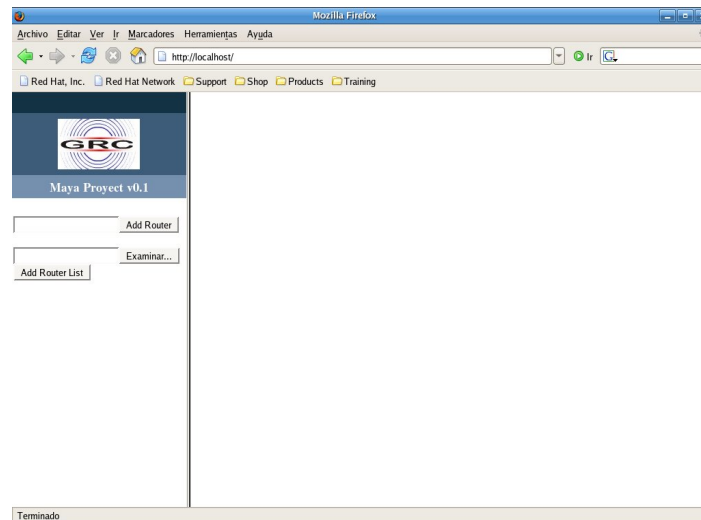 Mozilla Firefox
Archivo Editar Ver Ir Marcadores Herramientas Ayuda
http://localhost/ Ir G
Red Hat, Inc. Red Hat Network Support Shop Products Training
GRC
Maya Proyect v0.1
Add Router
Examinar...
Add Router List
Terminado